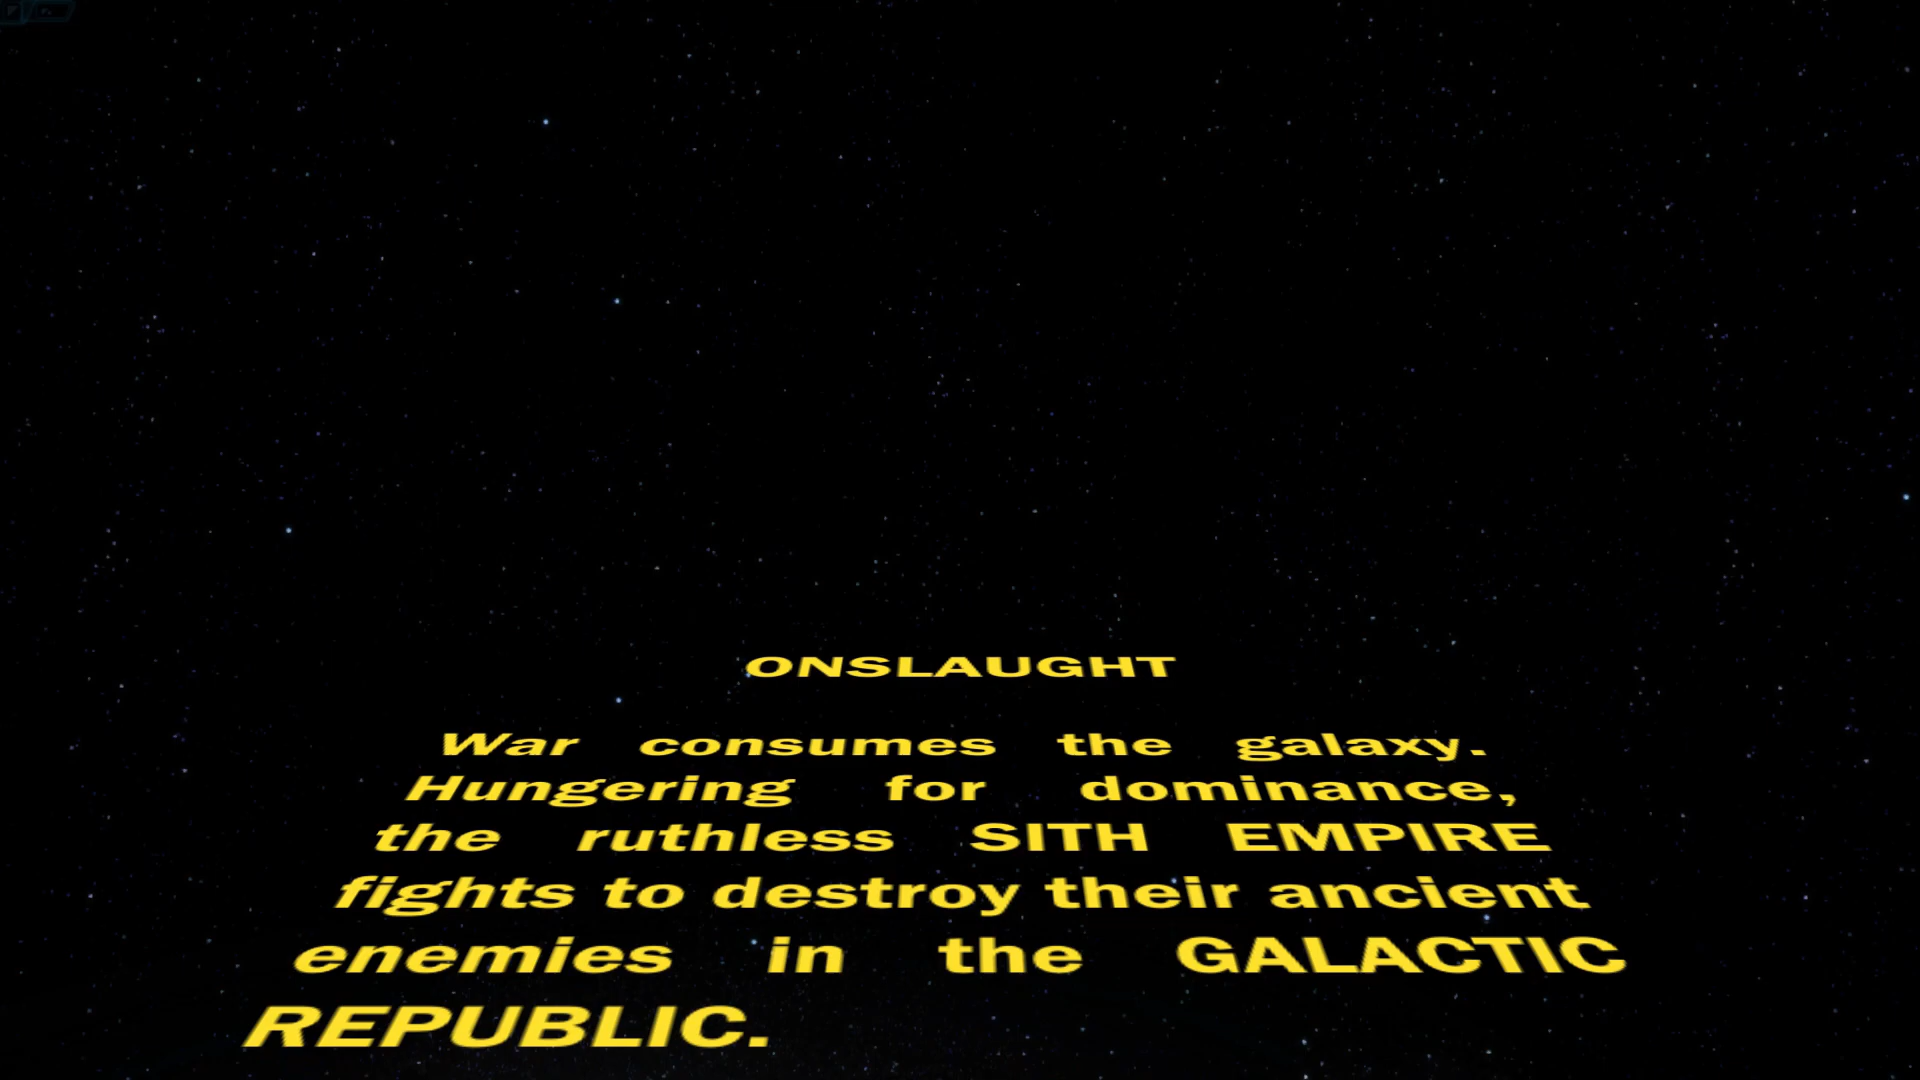 ONSLAUGHT
War consumes the galaxy.
Hungering for dominance,
the ruthless SITH EMPIRE
fights to destroy their ancient
enemies in the GALACTIC
REPUBLIC.